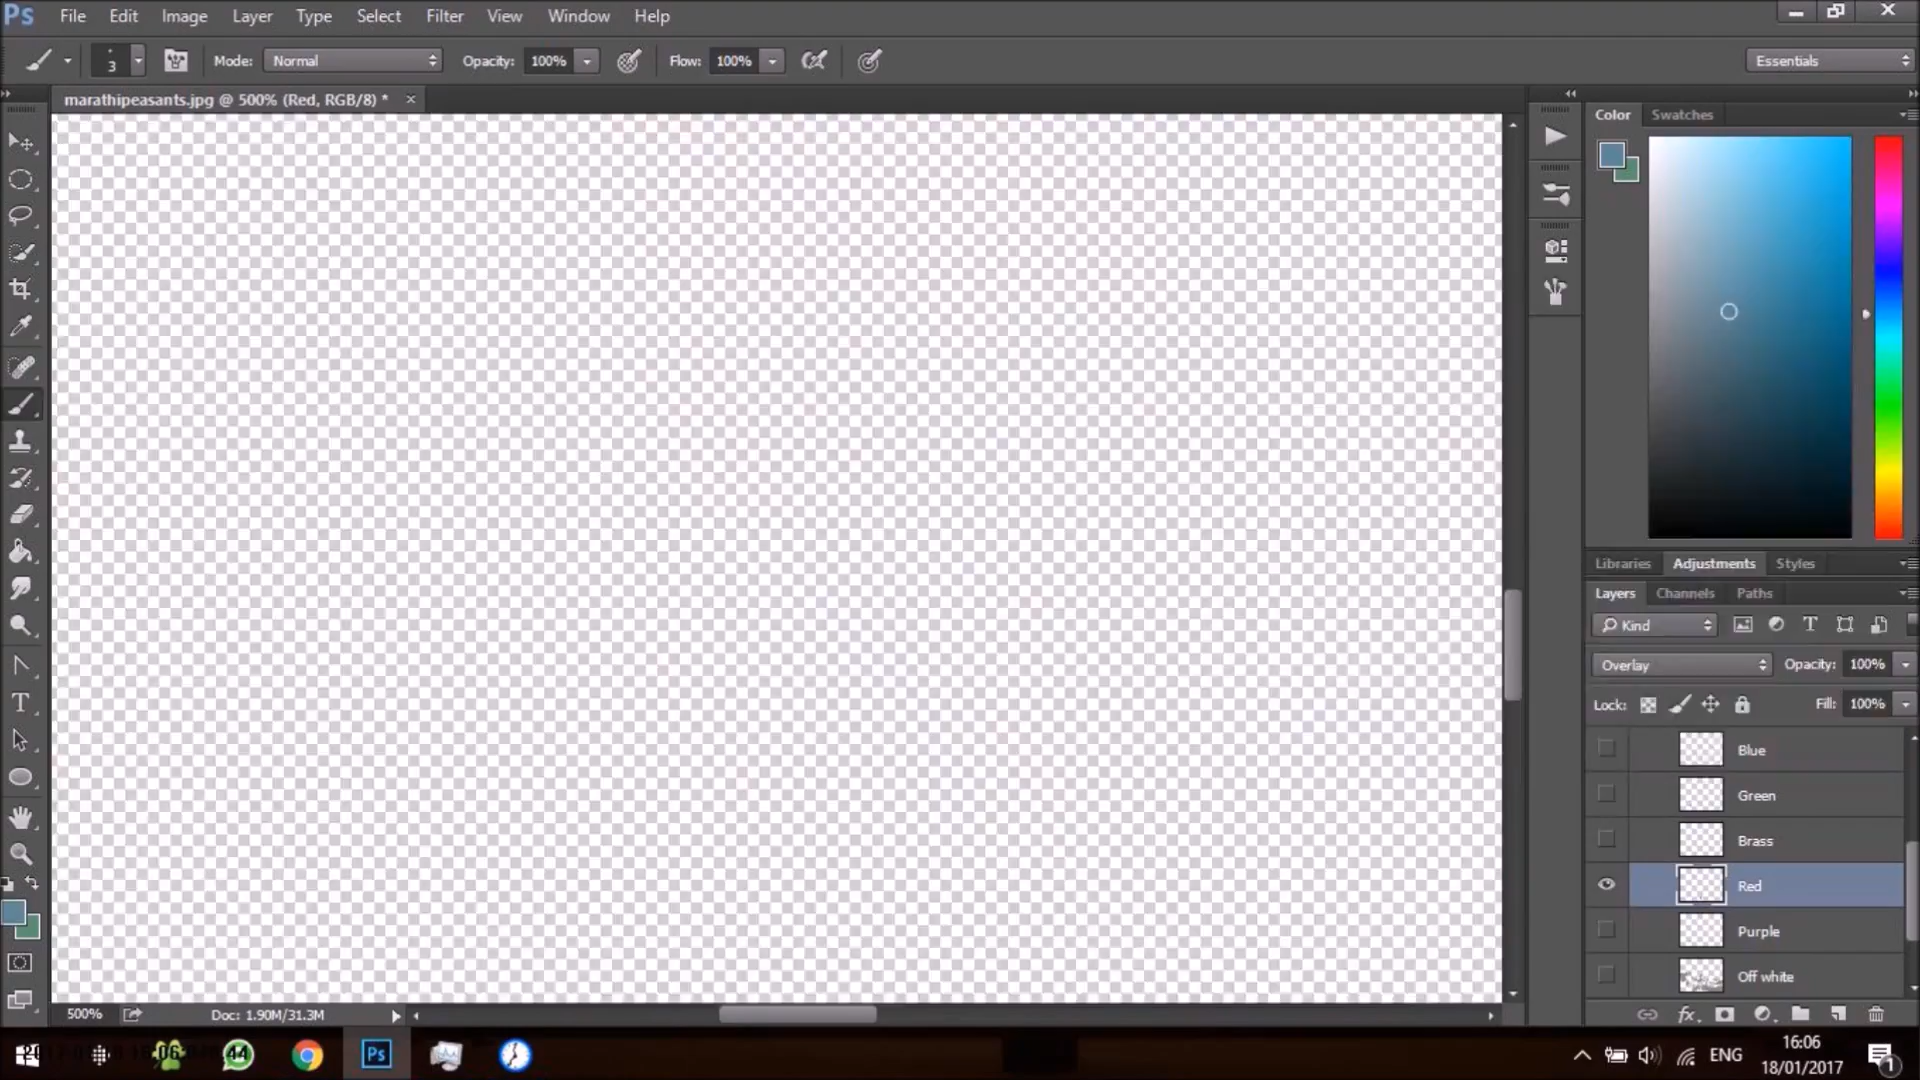 Ps File Edit Image Layer Type Select Filter View Window Help
3 Mode: Normal Opacity: 100% Flow: 100% Essentials
marathipeasants.jpg @ 500% (Red, RGB/8) *
Color Swatches
Libraries Adjustments Styles
Layers Channels Paths
Kind
Overlay Opacity: 100%
Lock: Fill: 100%
Blue
Green
Brass
Red
Purple
Off white
500% Doc: 1.90M/31.3M
Ps ENG 16:06
18/01/2017
1